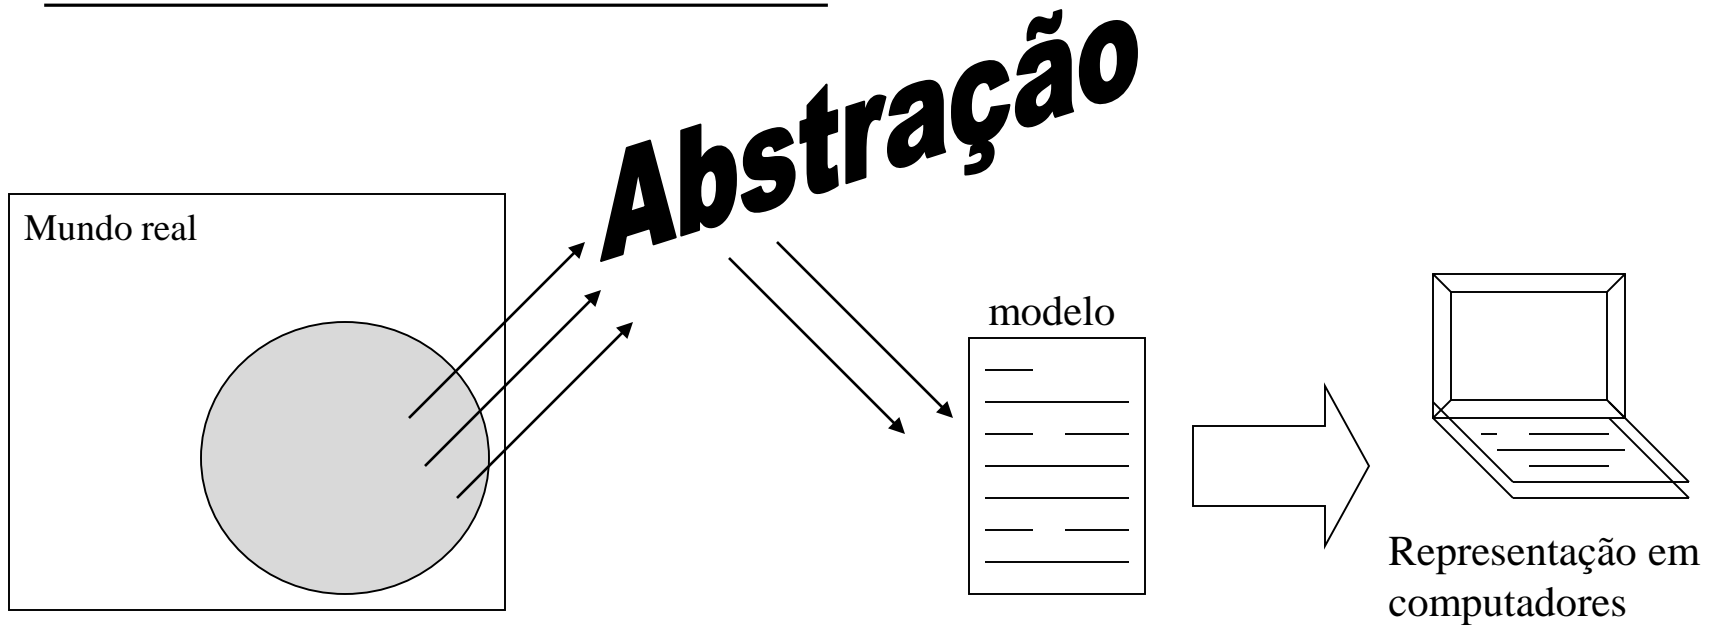 Abstração
Mundo real
modelo
Representação em
computadores